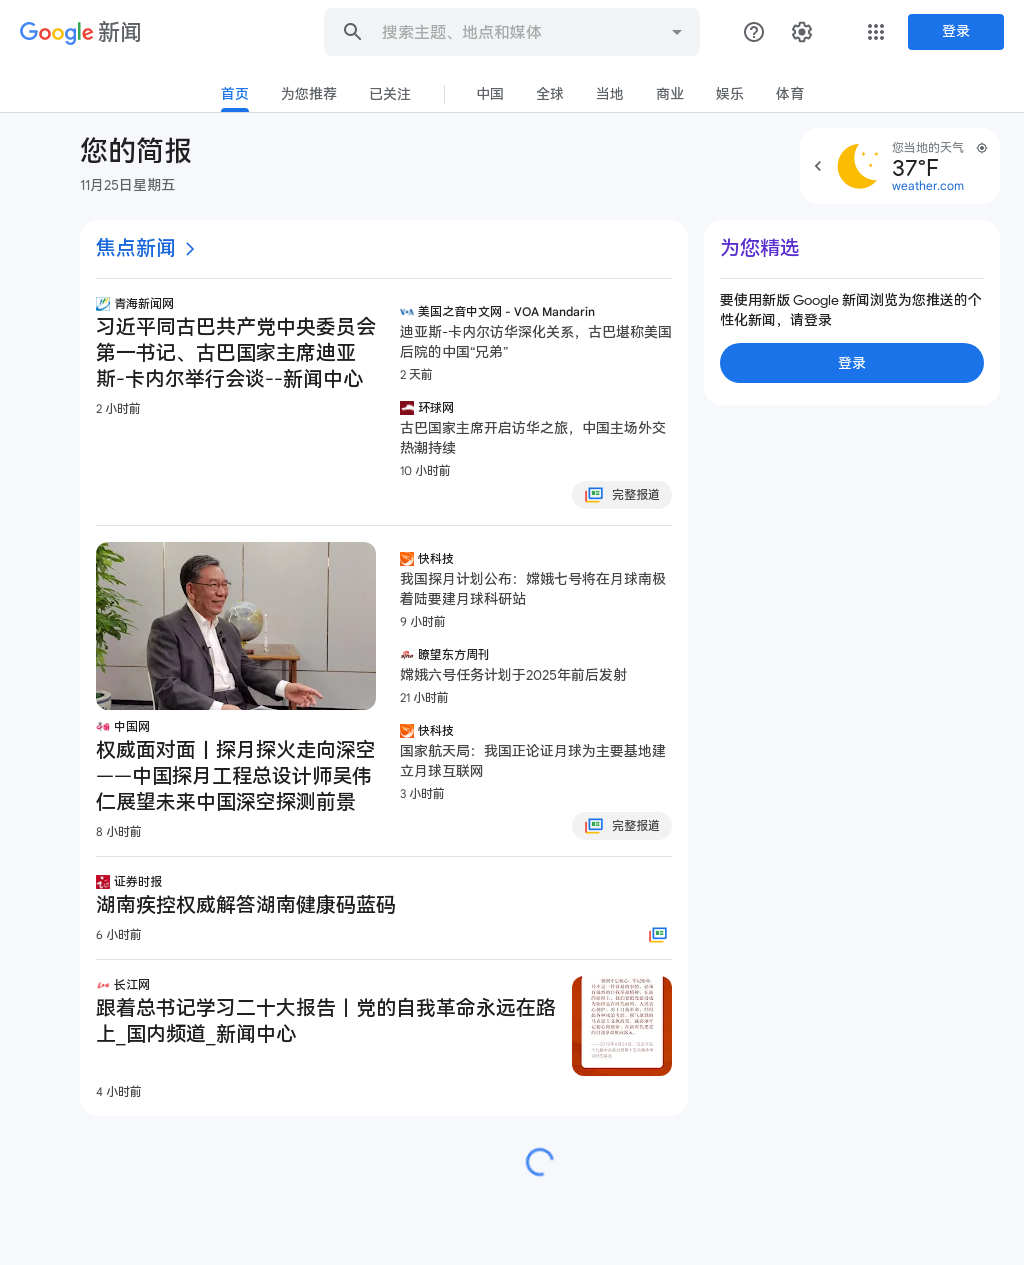 Google 新闻
搜索主题、地点和媒体
登录
首页
为您推荐
已关注
中国
全球
当地
商业
娱乐
体育
您的简报
11月25日星期五
您当地的天气
37°F
weather.com
焦点新闻
青海新闻网
习近平同古巴共产党中央委员会
第一书记、古巴国家主席迪亚
斯-卡内尔举行会谈--新闻中心
2 小时前
美国之音中文网 - VOA Mandarin
迪亚斯-卡内尔访华深化关系，古巴堪称美国
后院的中国“兄弟”
2 天前
环球网
古巴国家主席开启访华之旅，中国主场外交
热潮持续
10 小时前
完整报道
中国网
权威面对面丨探月探火走向深空
——中国探月工程总设计师吴伟
仁展望未来中国深空探测前景
8 小时前
快科技
我国探月计划公布：嫦娥七号将在月球南极
着陆要建月球科研站
9 小时前
瞭望东方周刊
嫦娥六号任务计划于2025年前后发射
21 小时前
快科技
国家航天局：我国正论证月球为主要基地建
立月球互联网
3 小时前
完整报道
证券时报
湖南疾控权威解答湖南健康码蓝码
6 小时前
长江网
跟着总书记学习二十大报告丨党的自我革命永远在路
上_国内频道_新闻中心
4 小时前
为您精选
要使用新版 Google 新闻浏览为您推送的个
性化新闻，请登录
登录